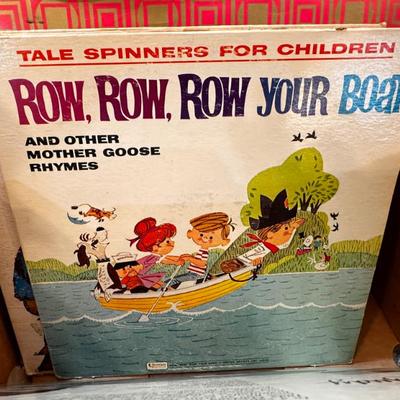 TALE SPINNERS FOR CHILDREN
ROW, ROW, ROW YOUR BOAT
AND OTHER
MOTHER GOOSE
RHYMES